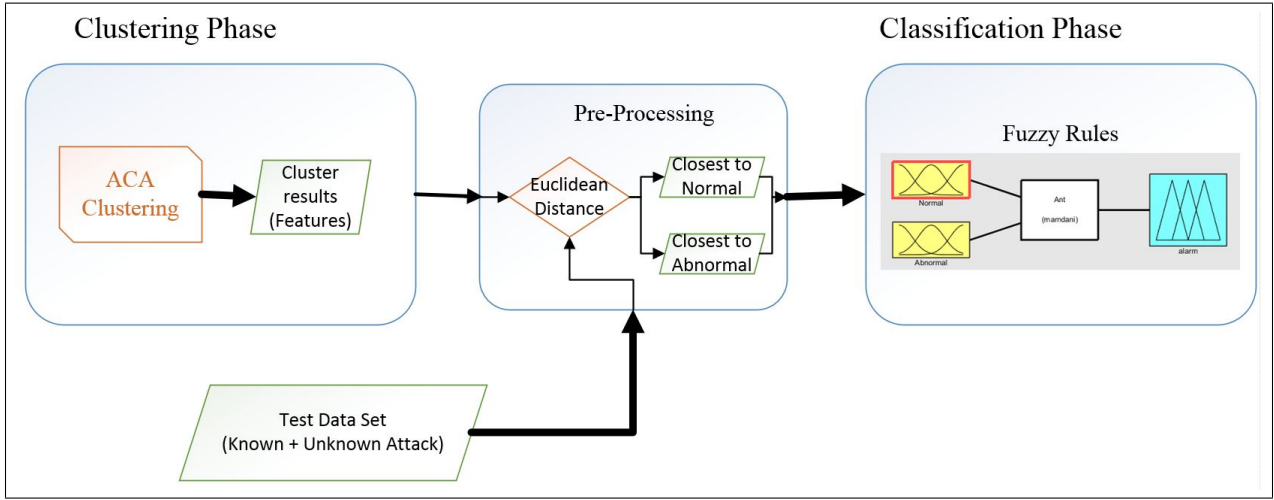 Clustering Phase
Classification Phase
Pre-Processing
Fuzzy Rules
ACA
Clustering
Cluster
results
(Features)
Euclidean
Distance
Closest to
Normal
Closest to
Abnormal
Normal
Abnormal
Ant
(mamdani)
alarm
Test Data Set
(Known + Unknown Attack)